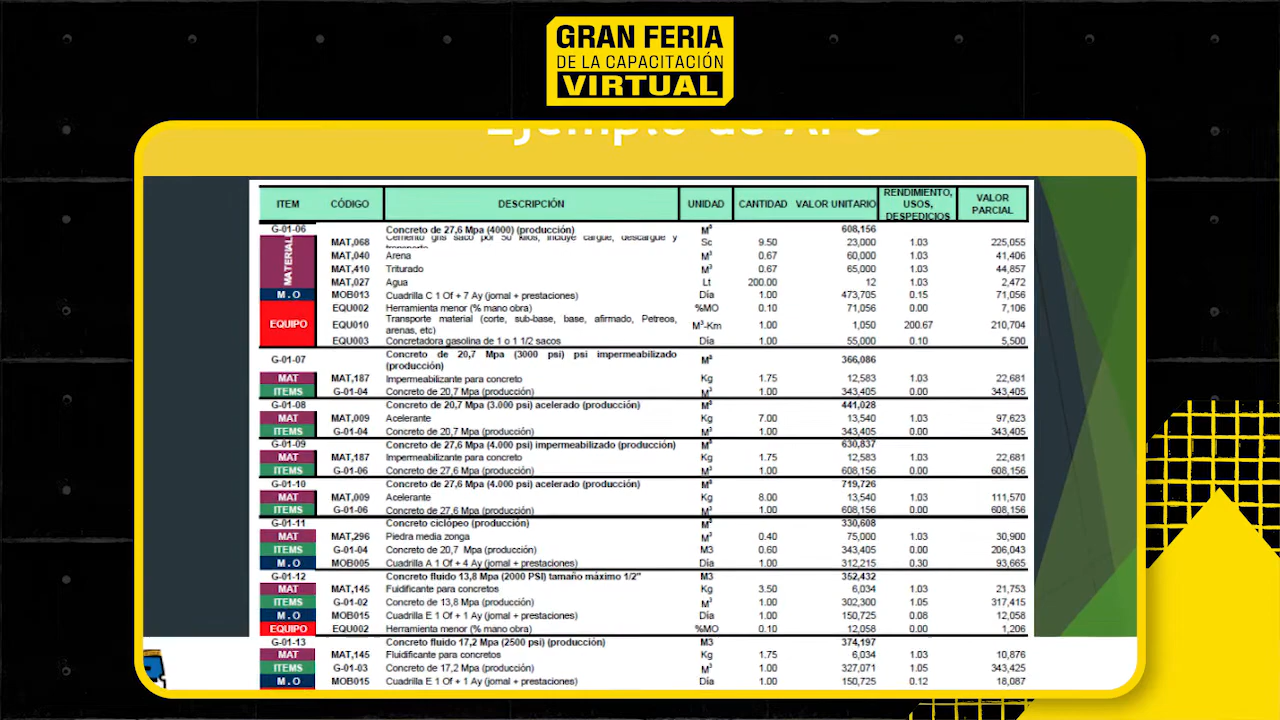 GRAN FERIA
DE LA CAPACITACIÓN
VIRTUAL
Ejemplo de APU
ITEM CÓDIGO DESCRIPCIÓN UNIDAD CANTIDAD VALOR UNITARIO RENDIMIENTO, USOS, DESPEDICIOS VALOR PARCIAL
G-01-06 Concreto de 27,6 Mpa (4000) (producción) M³ 608,156
MATERIAL
MAT,068 Cemento gris saco por 50 kilos, incluye cargue, descargue y transporte Sc 9.50 23,000 1.03 225,055
MAT,040 Arena M³ 0.67 60,000 1.03 41,406
MAT,410 Triturado M³ 0.67 65,000 1.03 44,857
MAT,027 Agua Lt 200.00 12 1.03 2,472
M.O MOB013 Cuadrilla C 1 Of + 7 Ay (jornal + prestaciones) Día 1.00 473,705 0.15 71,056
EQU002 Herramienta menor (% mano obra) %MO 0.10 71,056 0.00 7,106
EQUIPO EQU010 Transporte material (corte, sub-base, base, afirmado, Petreos, arenas, etc) M³-Km 1.00 1,050 200.67 210,704
EQU003 Concretadora gasolina de 1 o 1 1/2 sacos Día 1.00 55,000 0.10 5,500
G-01-07 Concreto de 20,7 Mpa (3000 psi) psi impermeabilizado (producción) M³ 366,086
MAT MAT,187 Impermeabilizante para concreto Kg 1.75 12,583 1.03 22,681
ITEMS G-01-04 Concreto de 20,7 Mpa (producción) M³ 1.00 343,405 0.00 343,405
G-01-08 Concreto de 20,7 Mpa (3.000 psi) acelerado (producción) M³ 441,028
MAT MAT,009 Acelerante Kg 7.00 13,540 1.03 97,623
ITEMS G-01-04 Concreto de 20,7 Mpa (producción) M³ 1.00 343,405 0.00 343,405
G-01-09 Concreto de 27,6 Mpa (4.000 psi) impermeabilizado (producción) M³ 630,837
MAT MAT,187 Impermeabilizante para concreto Kg 1.75 12,583 1.03 22,681
ITEMS G-01-06 Concreto de 27,6 Mpa (producción) M³ 1.00 608,156 0.00 608,156
G-01-10 Concreto de 27,6 Mpa (4.000 psi) acelerado (producción) M³ 719,726
MAT MAT,009 Acelerante Kg 8.00 13,540 1.03 111,570
ITEMS G-01-06 Concreto de 27,6 Mpa (producción) M³ 1.00 608,156 0.00 608,156
G-01-11 Concreto ciclópeo (producción) M³ 330,608
MAT MAT,296 Piedra media zonga M³ 0.40 75,000 1.03 30,900
ITEMS G-01-04 Concreto de 20,7 Mpa (producción) M3 0.60 343,405 0.00 206,043
M.O MOB005 Cuadrilla A 1 Of + 4 Ay (jornal + prestaciones) Día 1.00 312,215 0.30 93,665
G-01-12 Concreto fluido 13,8 Mpa (2000 PSI) tamaño máximo 1/2" M3 352,432
MAT MAT,145 Fuidificante para concretos Kg 3.50 6,034 1.03 21,753
ITEMS G-01-02 Concreto de 13,8 Mpa (producción) M³ 1.00 302,300 1.05 317,415
M.O MOB015 Cuadrilla E 1 Of + 1 Ay (jornal + prestaciones) Día 1.00 150,725 0.08 12,058
EQUIPO EQU002 Herramienta menor (% mano obra) %MO 0.10 12,058 0.00 1,206
G-01-13 Concreto fluido 17,2 Mpa (2500 psi) (producción) M3 374,197
MAT MAT,145 Fluidificante para concretos Kg 1.75 6,034 1.03 10,876
ITEMS G-01-03 Concreto de 17,2 Mpa (producción) M³ 1.00 327,071 1.05 343,425
M.O MOB015 Cuadrilla E 1 Of + 1 Ay (jornal + prestaciones) Día 1.00 150,725 0.12 18,087